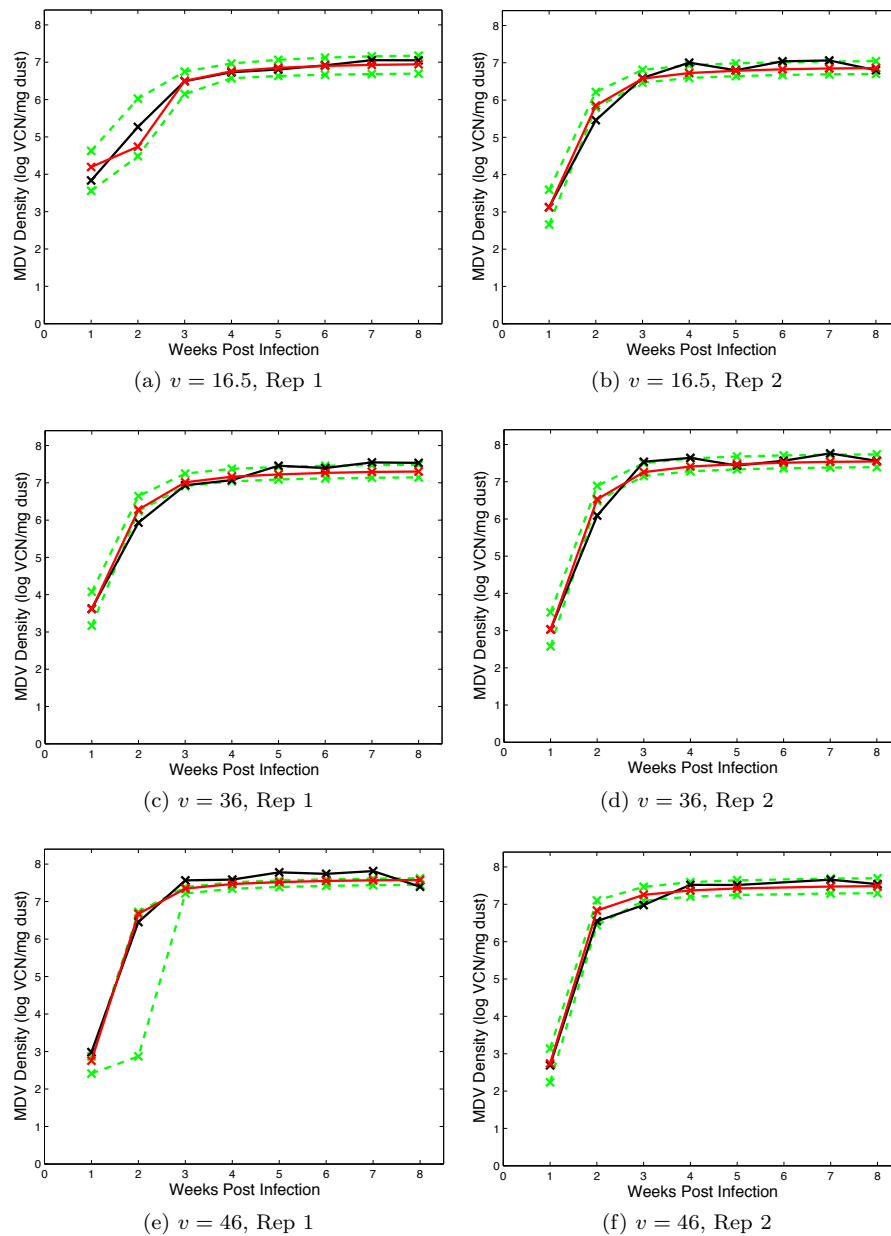 MDV Density (log VCN/mg dust)
8
7
6
5
4
3
2
1
0
0 1 2 3 4 5 6 7 8
Weeks Post Infection
(a) v = 16.5, Rep 1
MDV Density (log VCN/mg dust)
8
7
6
5
4
3
2
1
0
0 1 2 3 4 5 6 7 8
Weeks Post Infection
(b) v = 16.5, Rep 2
MDV Density (log VCN/mg dust)
8
7
6
5
4
3
2
1
0
0 1 2 3 4 5 6 7 8
Weeks Post Infection
(c) v = 36, Rep 1
MDV Density (log VCN/mg dust)
8
7
6
5
4
3
2
1
0
0 1 2 3 4 5 6 7 8
Weeks Post Infection
(d) v = 36, Rep 2
MDV Density (log VCN/mg dust)
8
7
6
5
4
3
2
1
0
0 1 2 3 4 5 6 7 8
Weeks Post Infection
(e) v = 46, Rep 1
MDV Density (log VCN/mg dust)
8
7
6
5
4
3
2
1
0
0 1 2 3 4 5 6 7 8
Weeks Post Infection
(f) v = 46, Rep 2